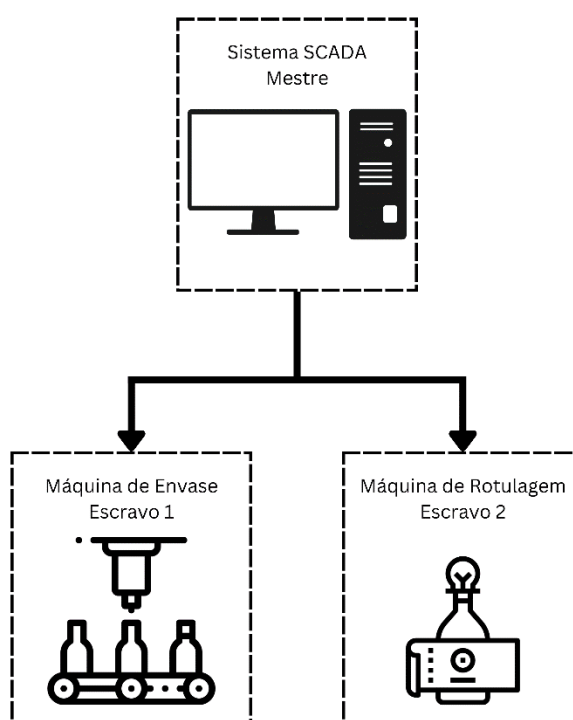 Sistema SCADA
Mestre
Máquina de Envase
Escravo 1
Máquina de Rotulagem
Escravo 2